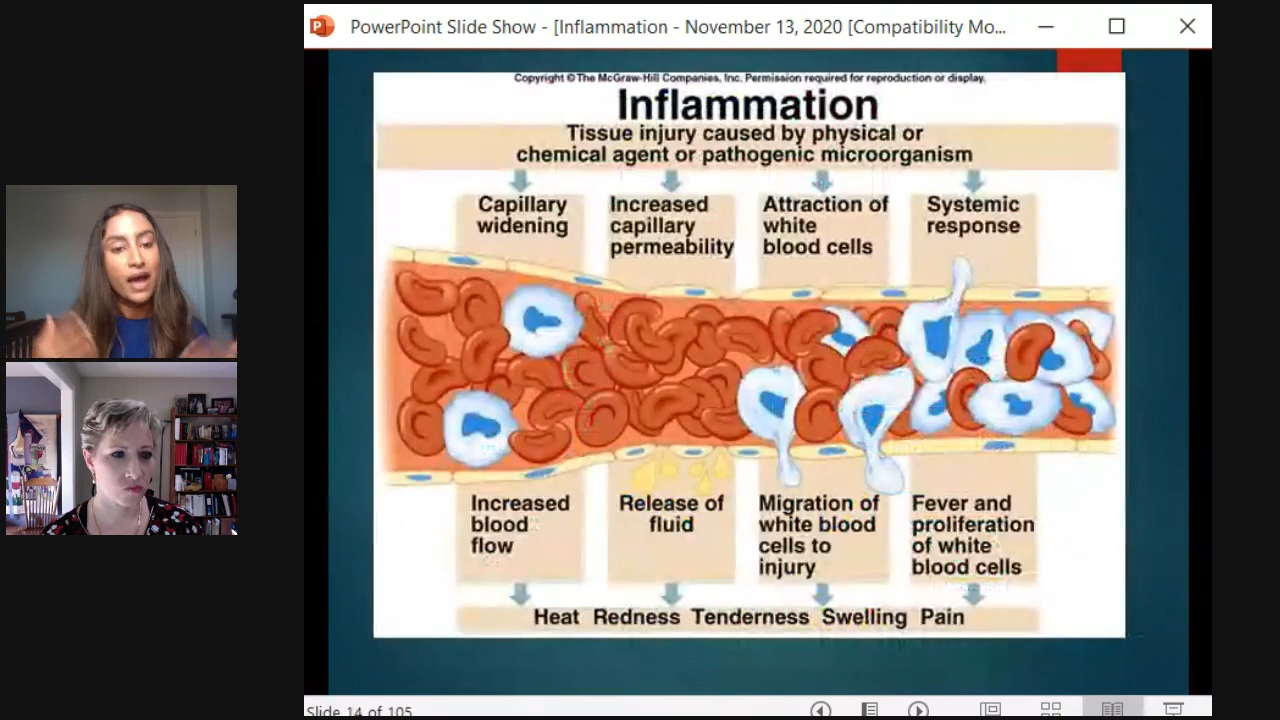 PowerPoint Slide Show - [Inflammation - November 13, 2020 [Compatibility Mo...
Copyright © The McGraw-Hill Companies, Inc. Permission required for reproduction or display.
Inflammation
Tissue injury caused by physical or
chemical agent or pathogenic microorganism
Capillary
widening
Increased
capillary
permeability
Attraction of
white
blood cells
Systemic
response
Increased
blood
flow
Release of
fluid
Migration of
white blood
cells to
injury
Fever and
proliferation
of white
blood cells
Heat Redness Tenderness Swelling Pain
Slide 14 of 105